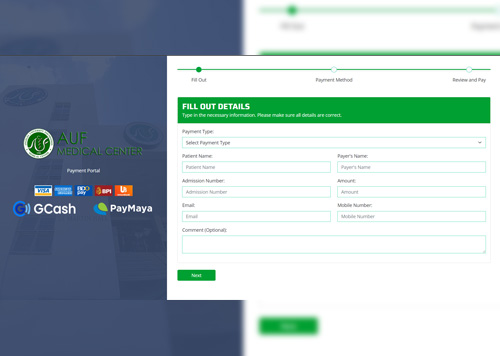 Fill Out
Payment Method
Review and Pay
FILL OUT DETAILS
Type in the necessary information. Please make sure all details are correct.
Payment Type:
Select Payment Type
Patient Name:
Payer's Name:
Patient Name
Payer's Name
Admission Number:
Amount:
Admission Number
Amount
Email:
Mobile Number:
Email
Mobile Number
Comment (Optional):
Next
AUF
MEDICAL CENTER
Payment Portal
VISA
BDO
pay
BPI
GCash
PayMaya